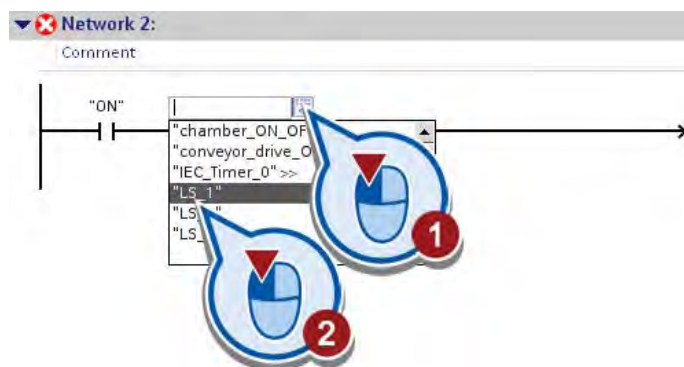 Network 2:
Comment
"ON"
"chamber_ON_OF
"conveyor_drive_O
"IEC_Timer_0" >>
"LS_1"
"LS_
"LS_
1
2